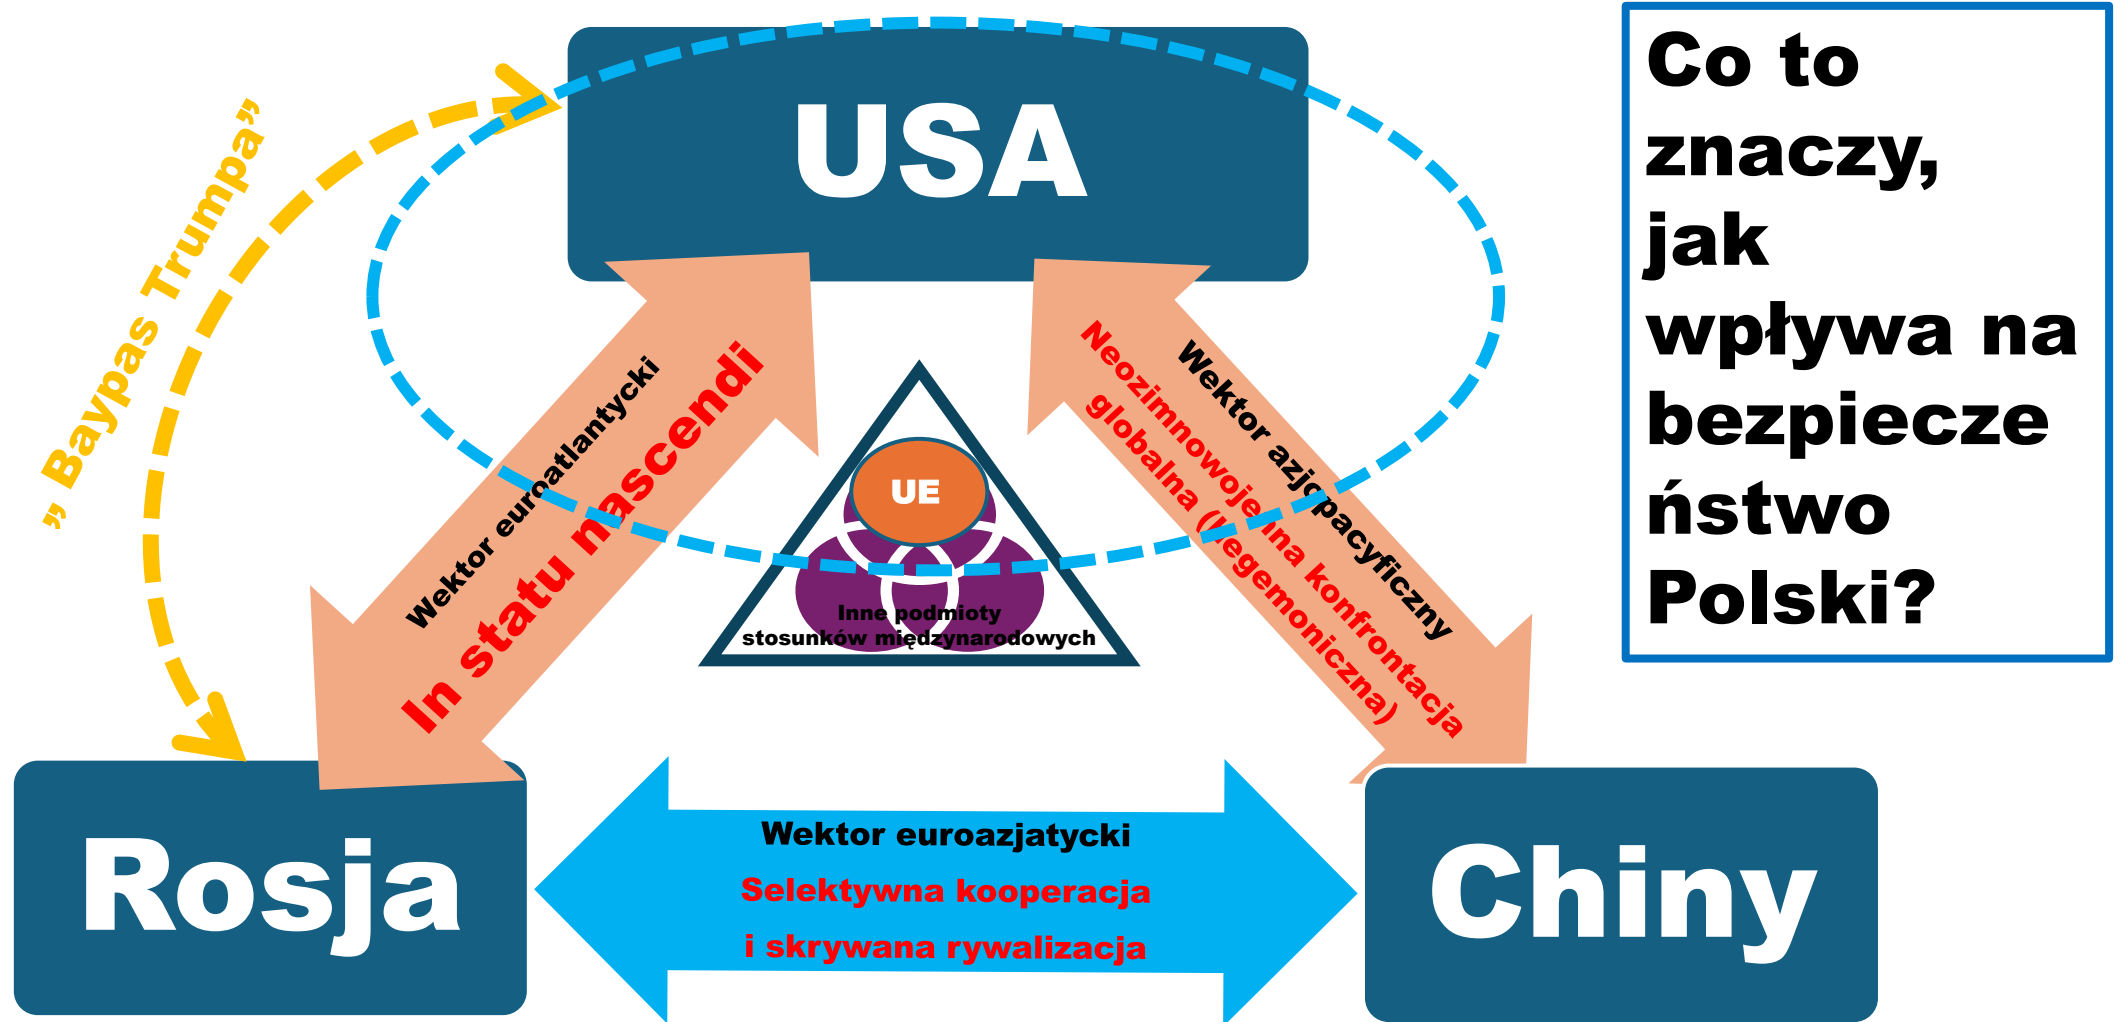 USA
„ Baypas Trumpa”
Wektor euroatlantycki
In statu nascendi
Wektor azjopacyficzny
Neozimnowojenna konfrontacja
globalna (hegemoniczna)
UE
Inne podmioty
stosunków międzynarodowych
Rosja
Wektor euroazjatycki
Selektywna kooperacja
i skrywana rywalizacja
Chiny
Co to
znaczy,
jak
wpływa na
bezpiecze
ństwo
Polski?